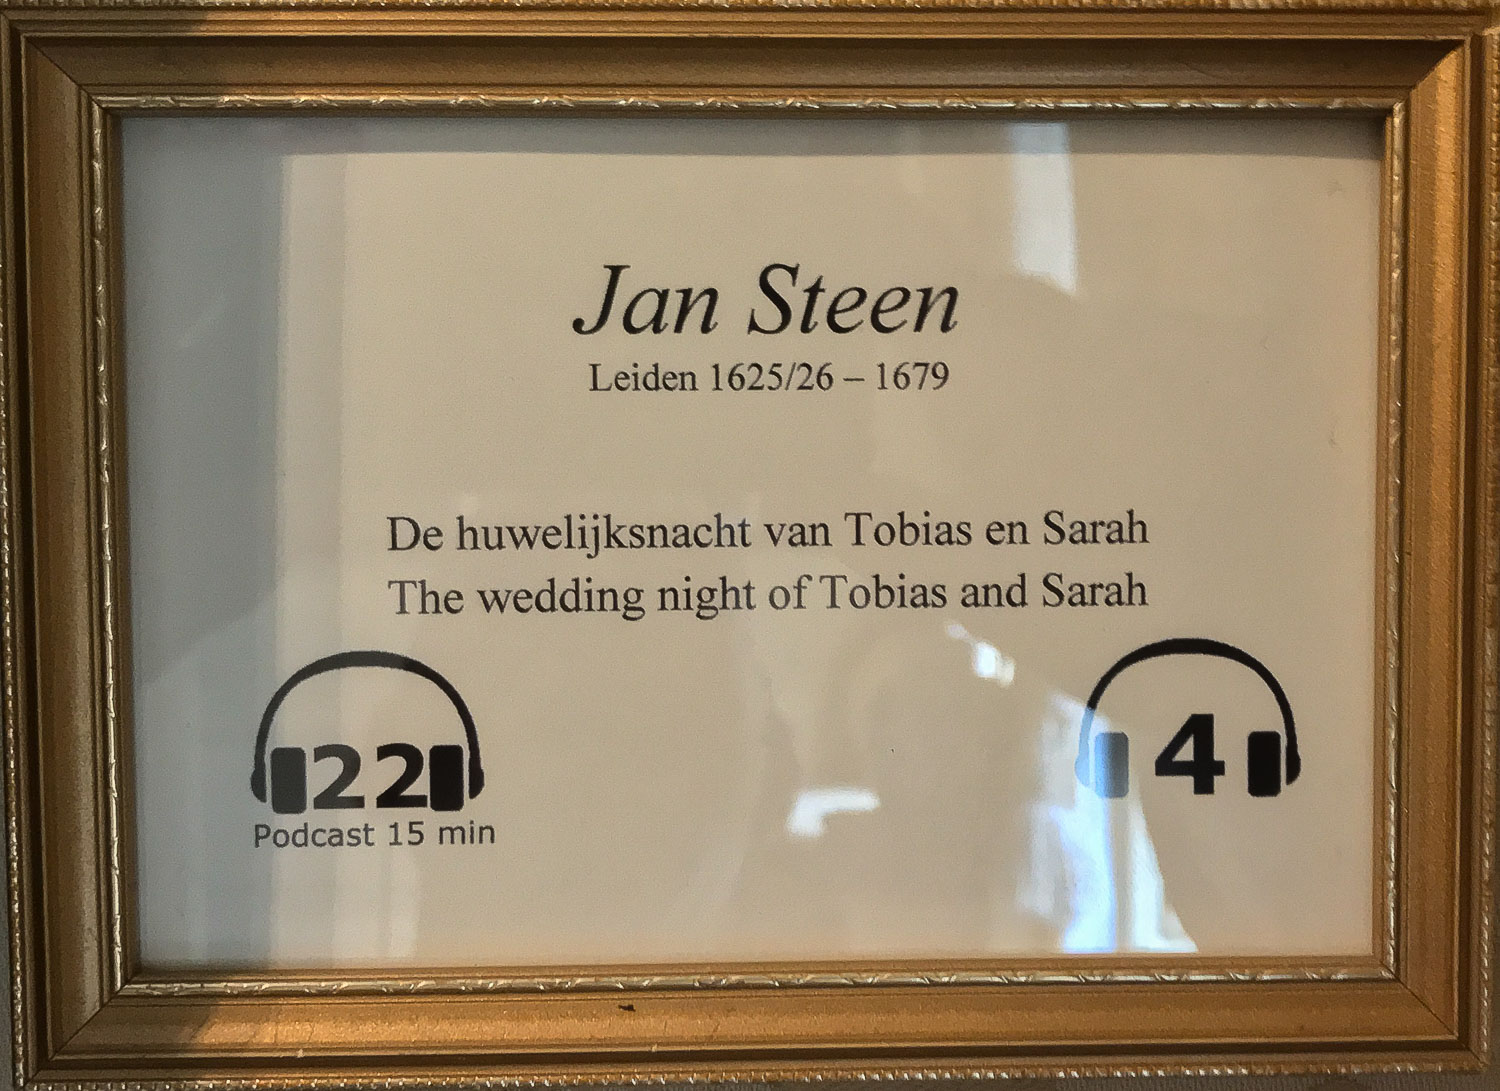 Jan Steen
Leiden 1625/26 – 1679
De huwelijksnacht van Tobias en Sarah
The wedding night of Tobias and Sarah
22
Podcast 15 min
4